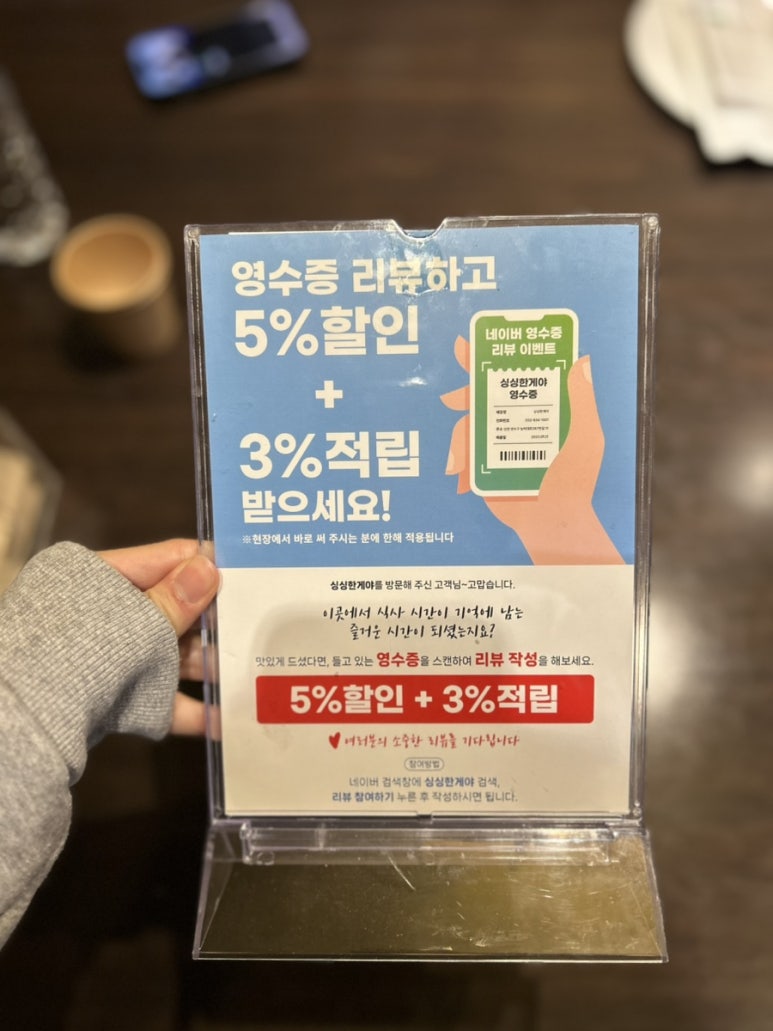 영수증 리뷰하고
5%할인
+
3%적립
받으세요!
※현장에서 바로 써 주시는 분에 한해 적용됩니다
네이버 영수증
리뷰 이벤트
싱싱한게야
영수증
매장명 싱싱한게야
싱싱한게야를 방문해 주신 고객님~고맙습니다.
이곳에서 식사 시간이 기억에 남는
즐거운 시간이 되셨는지요?
맛있게 드셨다면, 들고 있는 영수증을 스캔하여 리뷰 작성을 해보세요.
5%할인 + 3%적립
여러분의 소중한 리뷰를 기다립니다
참여방법
네이버 검색창에 싱싱한게야 검색,
리뷰 참여하기 누른 후 작성하시면 됩니다.